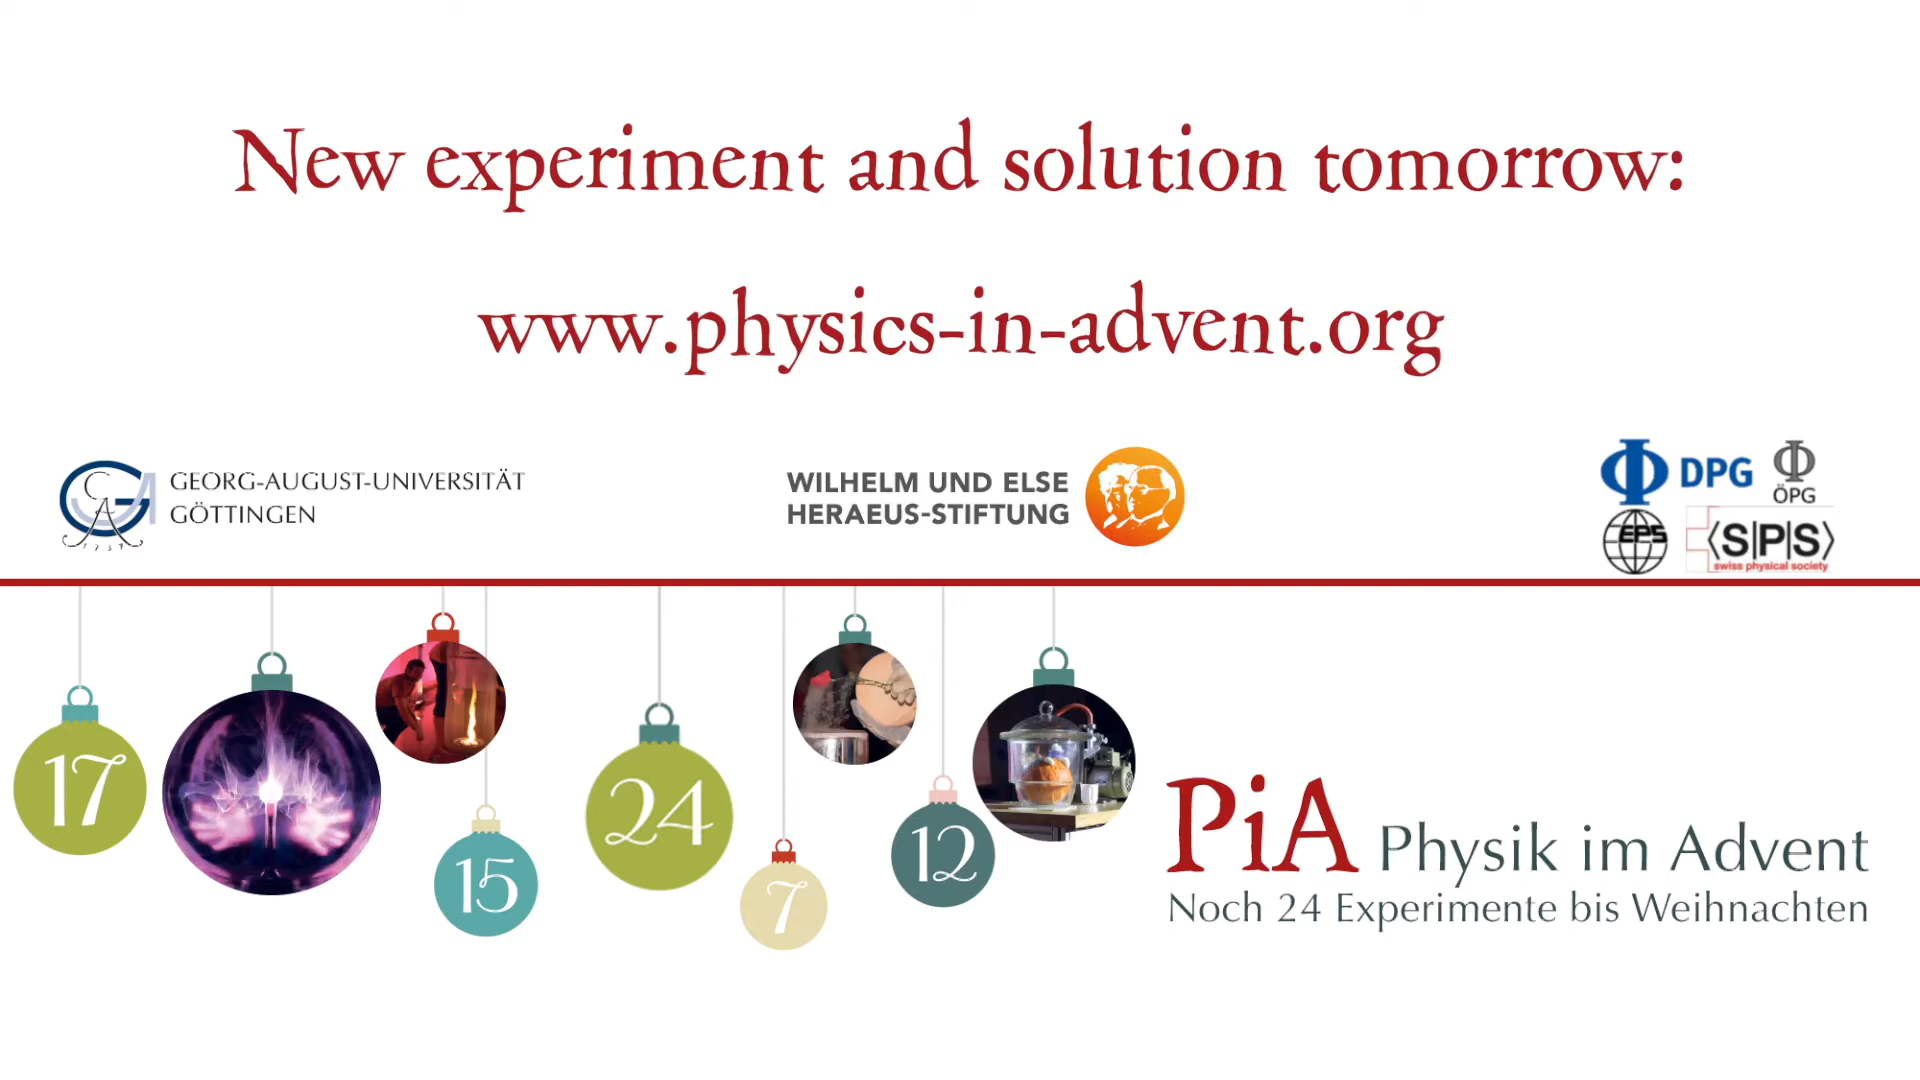 New experiment and solution tomorrow:
www.physics-in-advent.org
GEORG-AUGUST-UNIVERSITÄT
GÖTTINGEN
1737
WILHELM UND ELSE
HERAEUS-STIFTUNG
DPG
ÖPG
EPS
⟨S|P|S⟩
swiss physical society
17
15
24
7
12
PiA Physik im Advent
Noch 24 Experimente bis Weihnachten